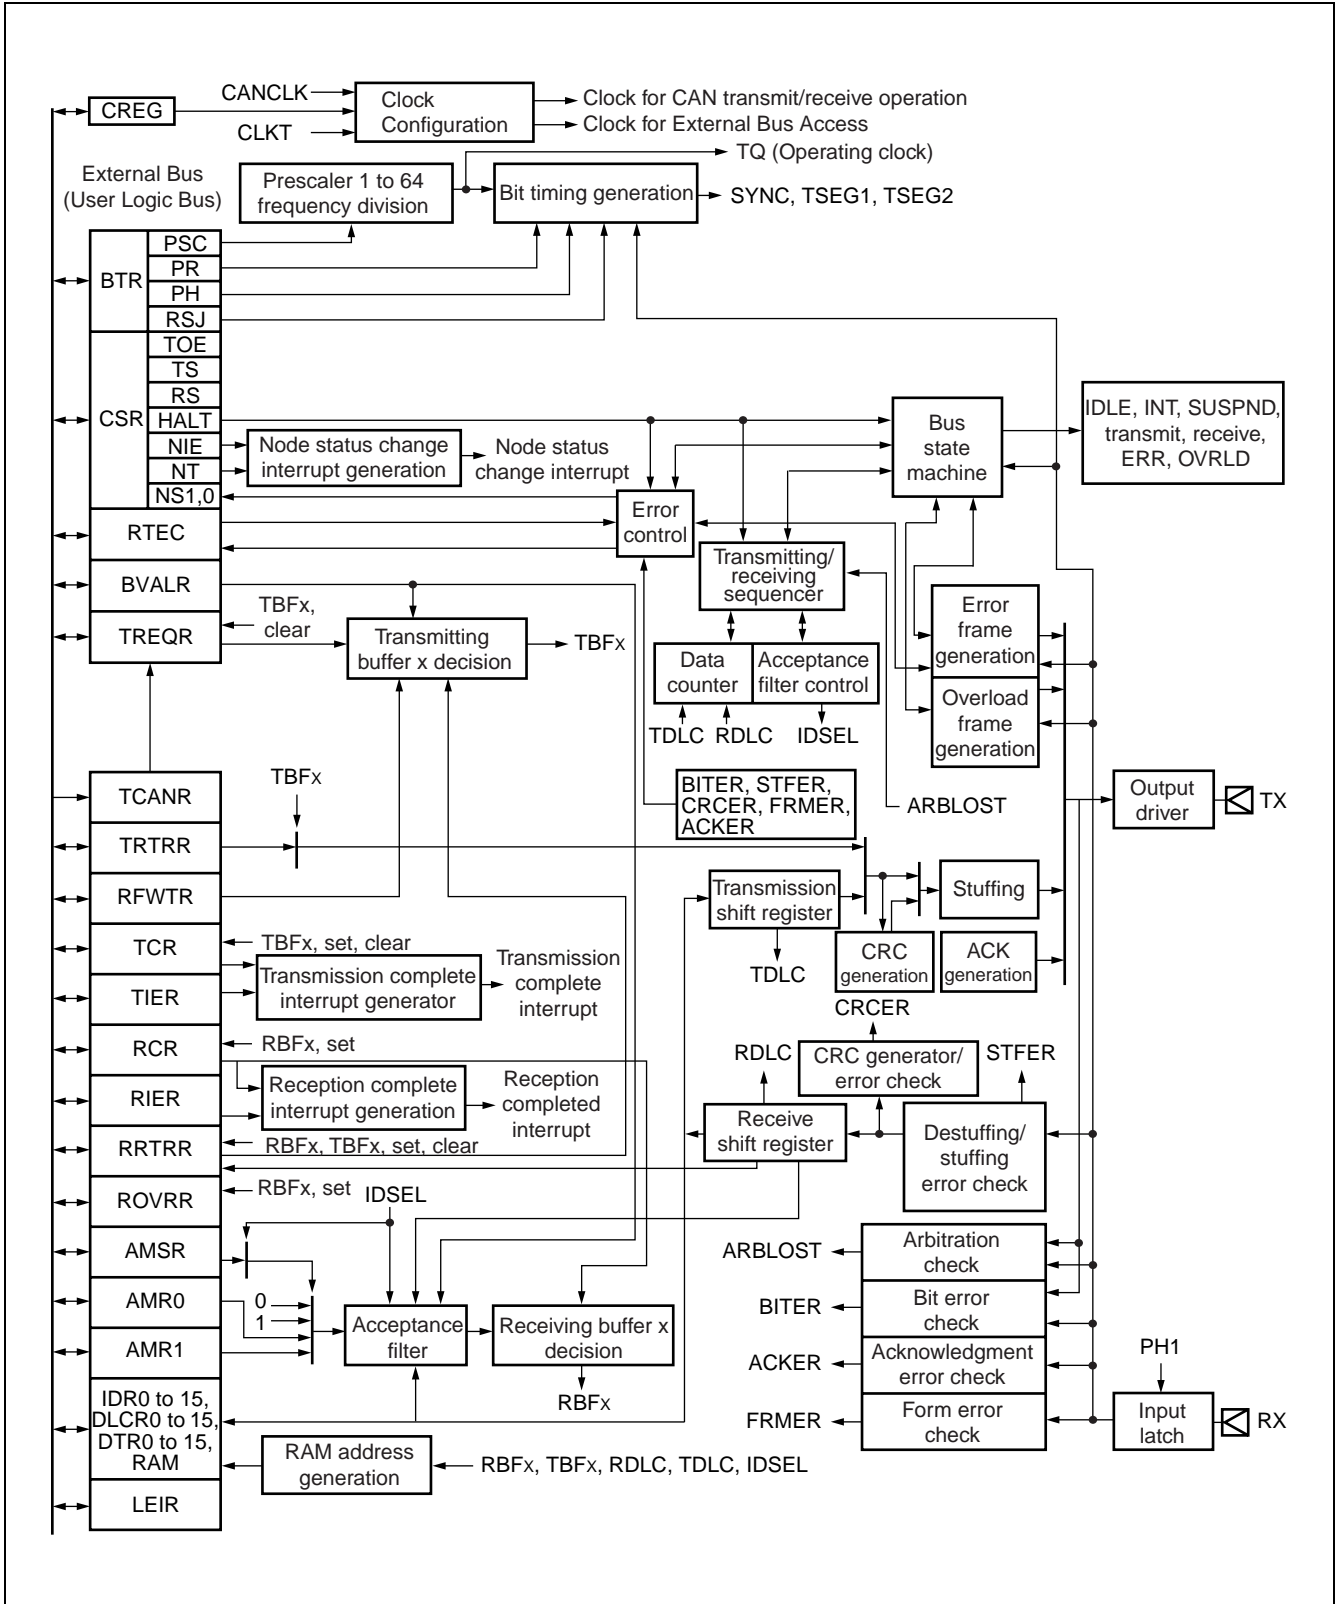 CREG
CANCLK
CLKT
Clock
Configuration
Clock for CAN transmit/receive operation
Clock for External Bus Access
TQ (Operating clock)
External Bus
(User Logic Bus)
Prescaler 1 to 64
frequency division
Bit timing generation
SYNC, TSEG1, TSEG2
BTR
PSC
PR
PH
RSJ
CSR
TOE
TS
RS
HALT
NIE
NT
NS1,0
Node status change
interrupt generation
Node status
change interrupt
Bus
state
machine
IDLE, INT, SUSPND,
transmit, receive,
ERR, OVRLD
Error
control
RTEC
BVALR
TREQR
TBFx,
clear
Transmitting
buffer x decision
TBFx
Transmitting/
receiving
sequencer
Data
counter
Acceptance
filter control
TDLC
RDLC
IDSEL
Error
frame
generation
Overload
frame
generation
TCANR
TBFx
BITER, STFER,
CRCER, FRMER,
ACKER
ARBLOST
Output
driver
TX
TRTRR
RFWTR
Transmission
shift register
TDLC
Stuffing
CRC
generation
ACK
generation
TCR
TBFx, set, clear
TIER
Transmission complete
interrupt generator
Transmission
complete
interrupt
RCR
RBFx, set
RIER
Reception complete
interrupt generation
Reception
completed
interrupt
CRCER
RDLC
CRC generator/
error check
STFER
Receive
shift register
Destuffing/
stuffing
error check
RRTRR
RBFx, TBFx, set, clear
ROVRR
RBFx, set
IDSEL
AMSR
AMR0
0
1
AMR1
Acceptance
filter
Receiving buffer x
decision
RBFx
ARBLOST
Arbitration
check
BITER
Bit error
check
ACKER
Acknowledgment
error check
FRMER
Form error
check
PH1
Input
latch
RX
IDR0 to 15,
DLCR0 to 15,
DTR0 to 15,
RAM
RAM address
generation
RBFx, TBFx, RDLC, TDLC, IDSEL
LEIR